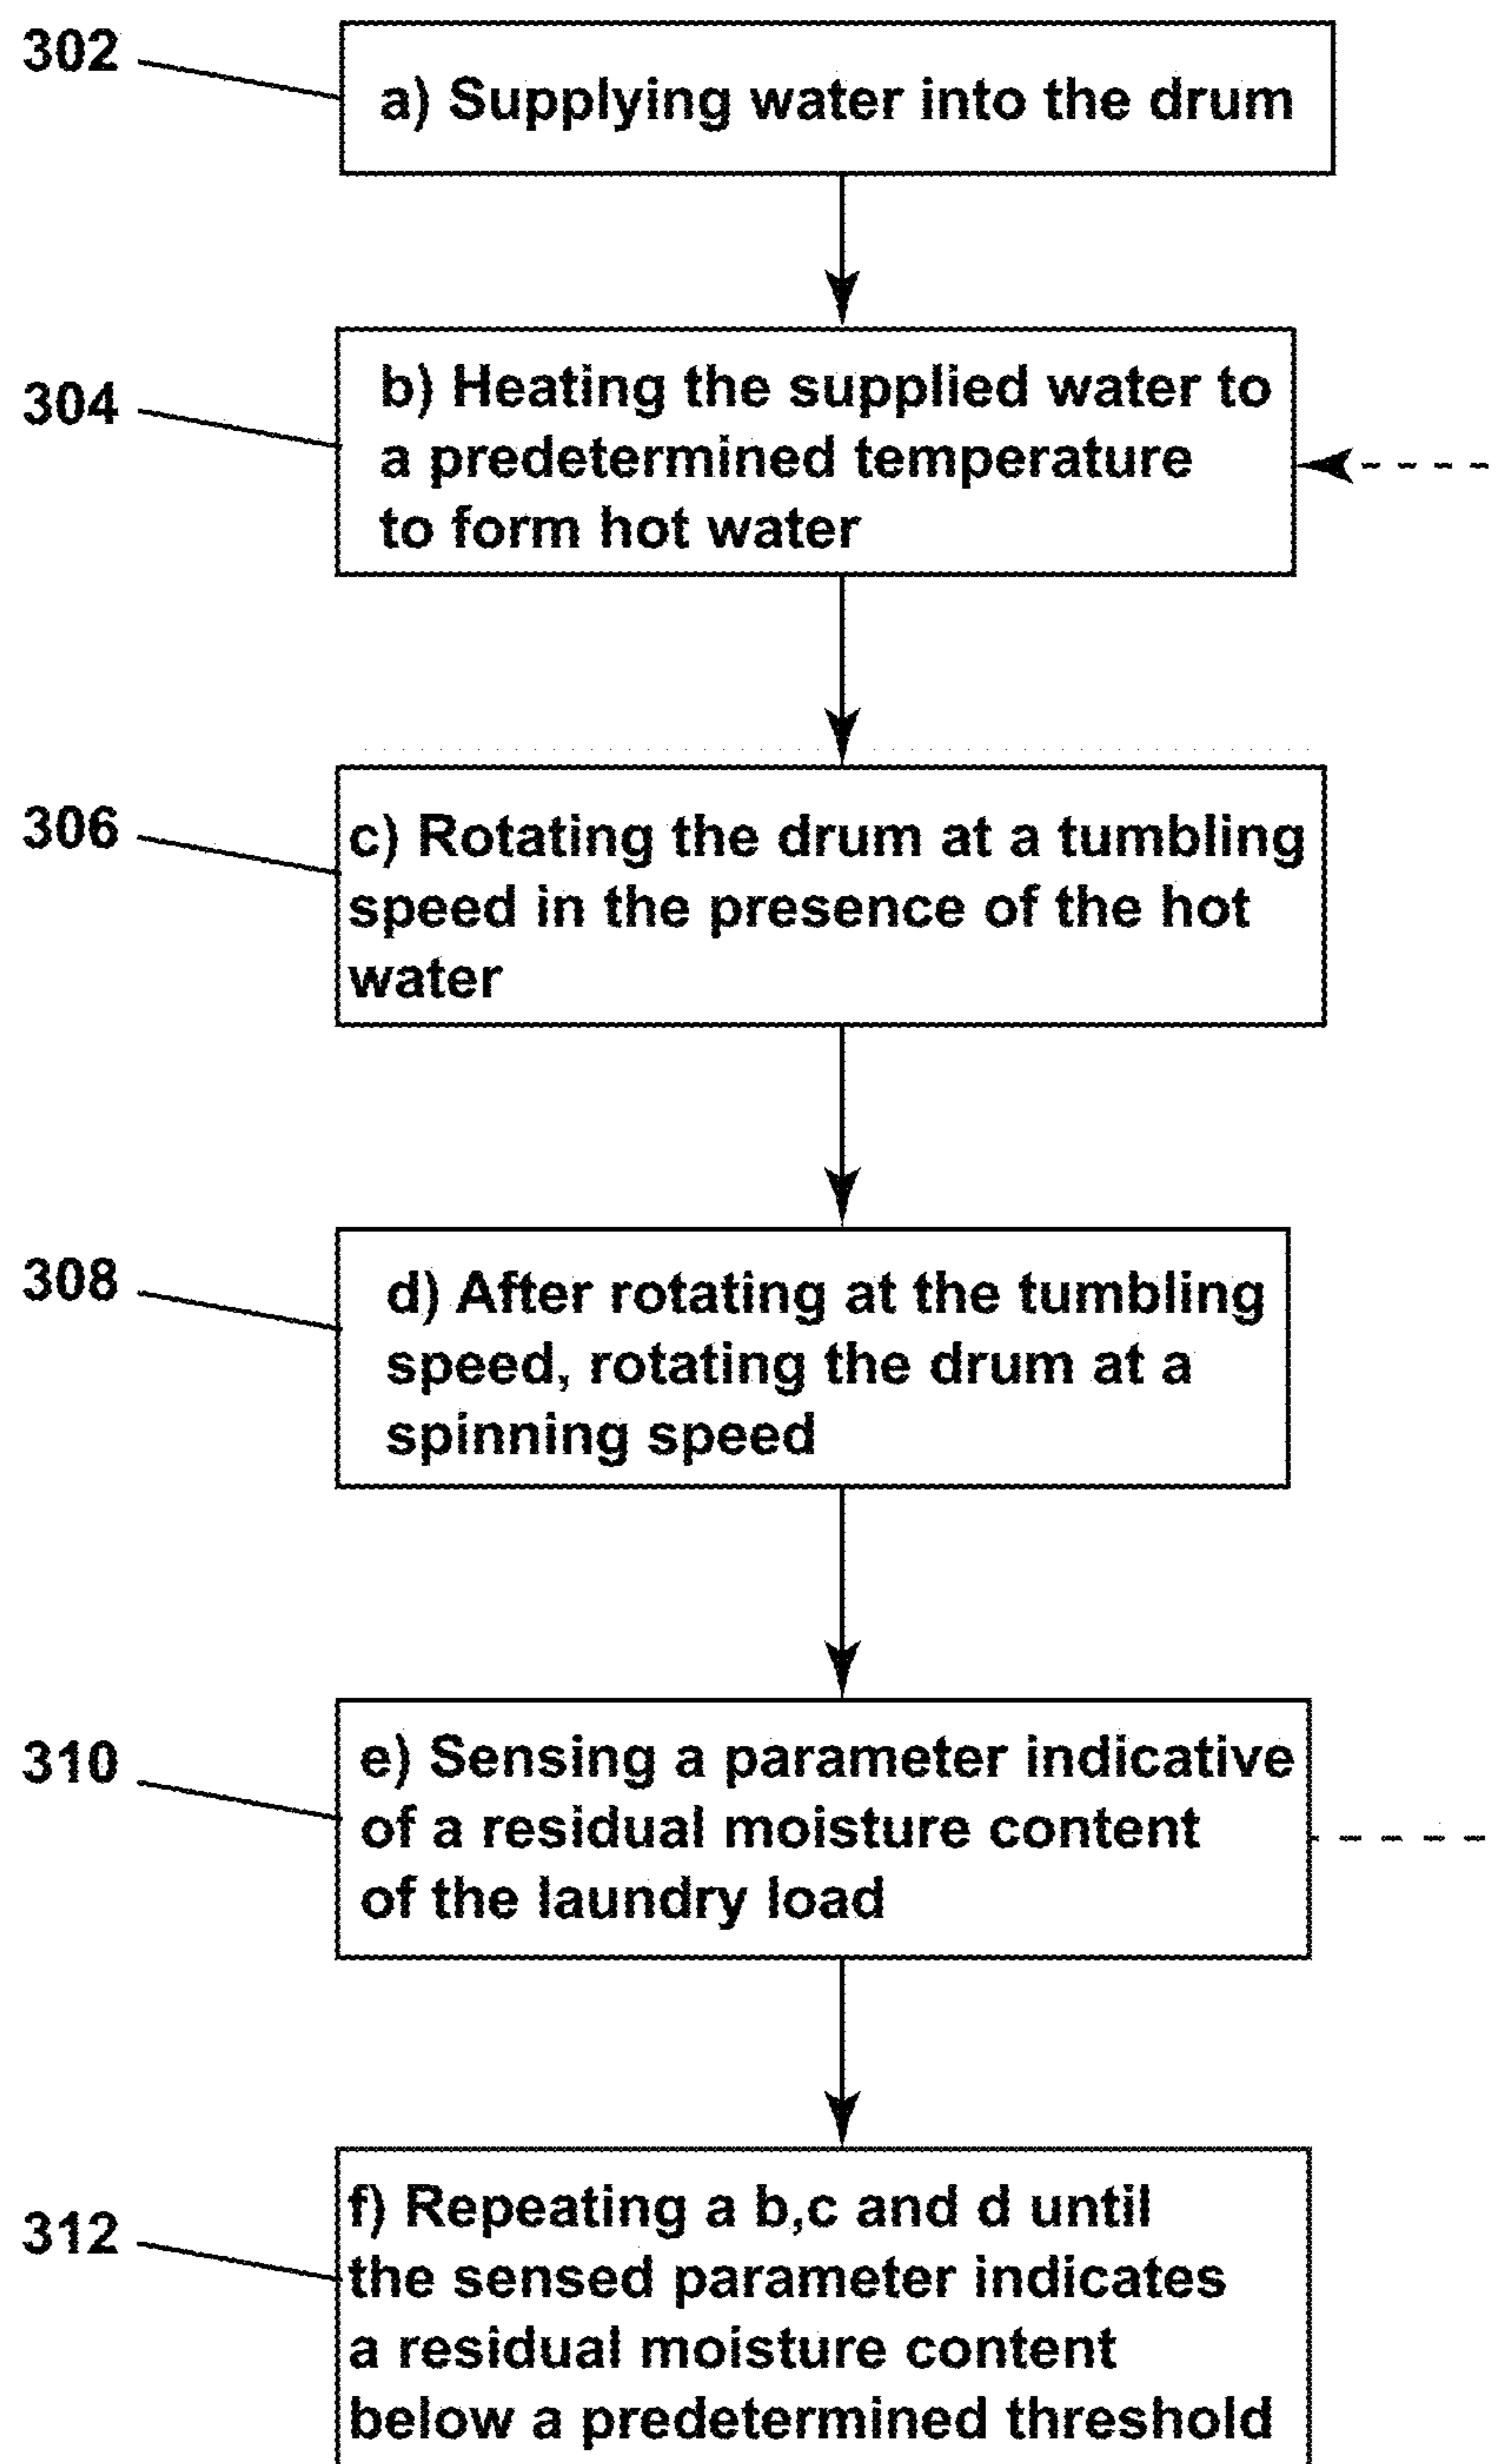 302
a) Supplying water into the drum
304
b) Heating the supplied water to
a predetermined temperature
to form hot water
306
c) Rotating the drum at a tumbling
speed in the presence of the hot
water
308
d) After rotating at the tumbling
speed, rotating the drum at a
spinning speed
310
e) Sensing a parameter indicative
of a residual moisture content
of the laundry load
312
f) Repeating a b,c and d until
the sensed parameter indicates
a residual moisture content
below a predetermined threshold